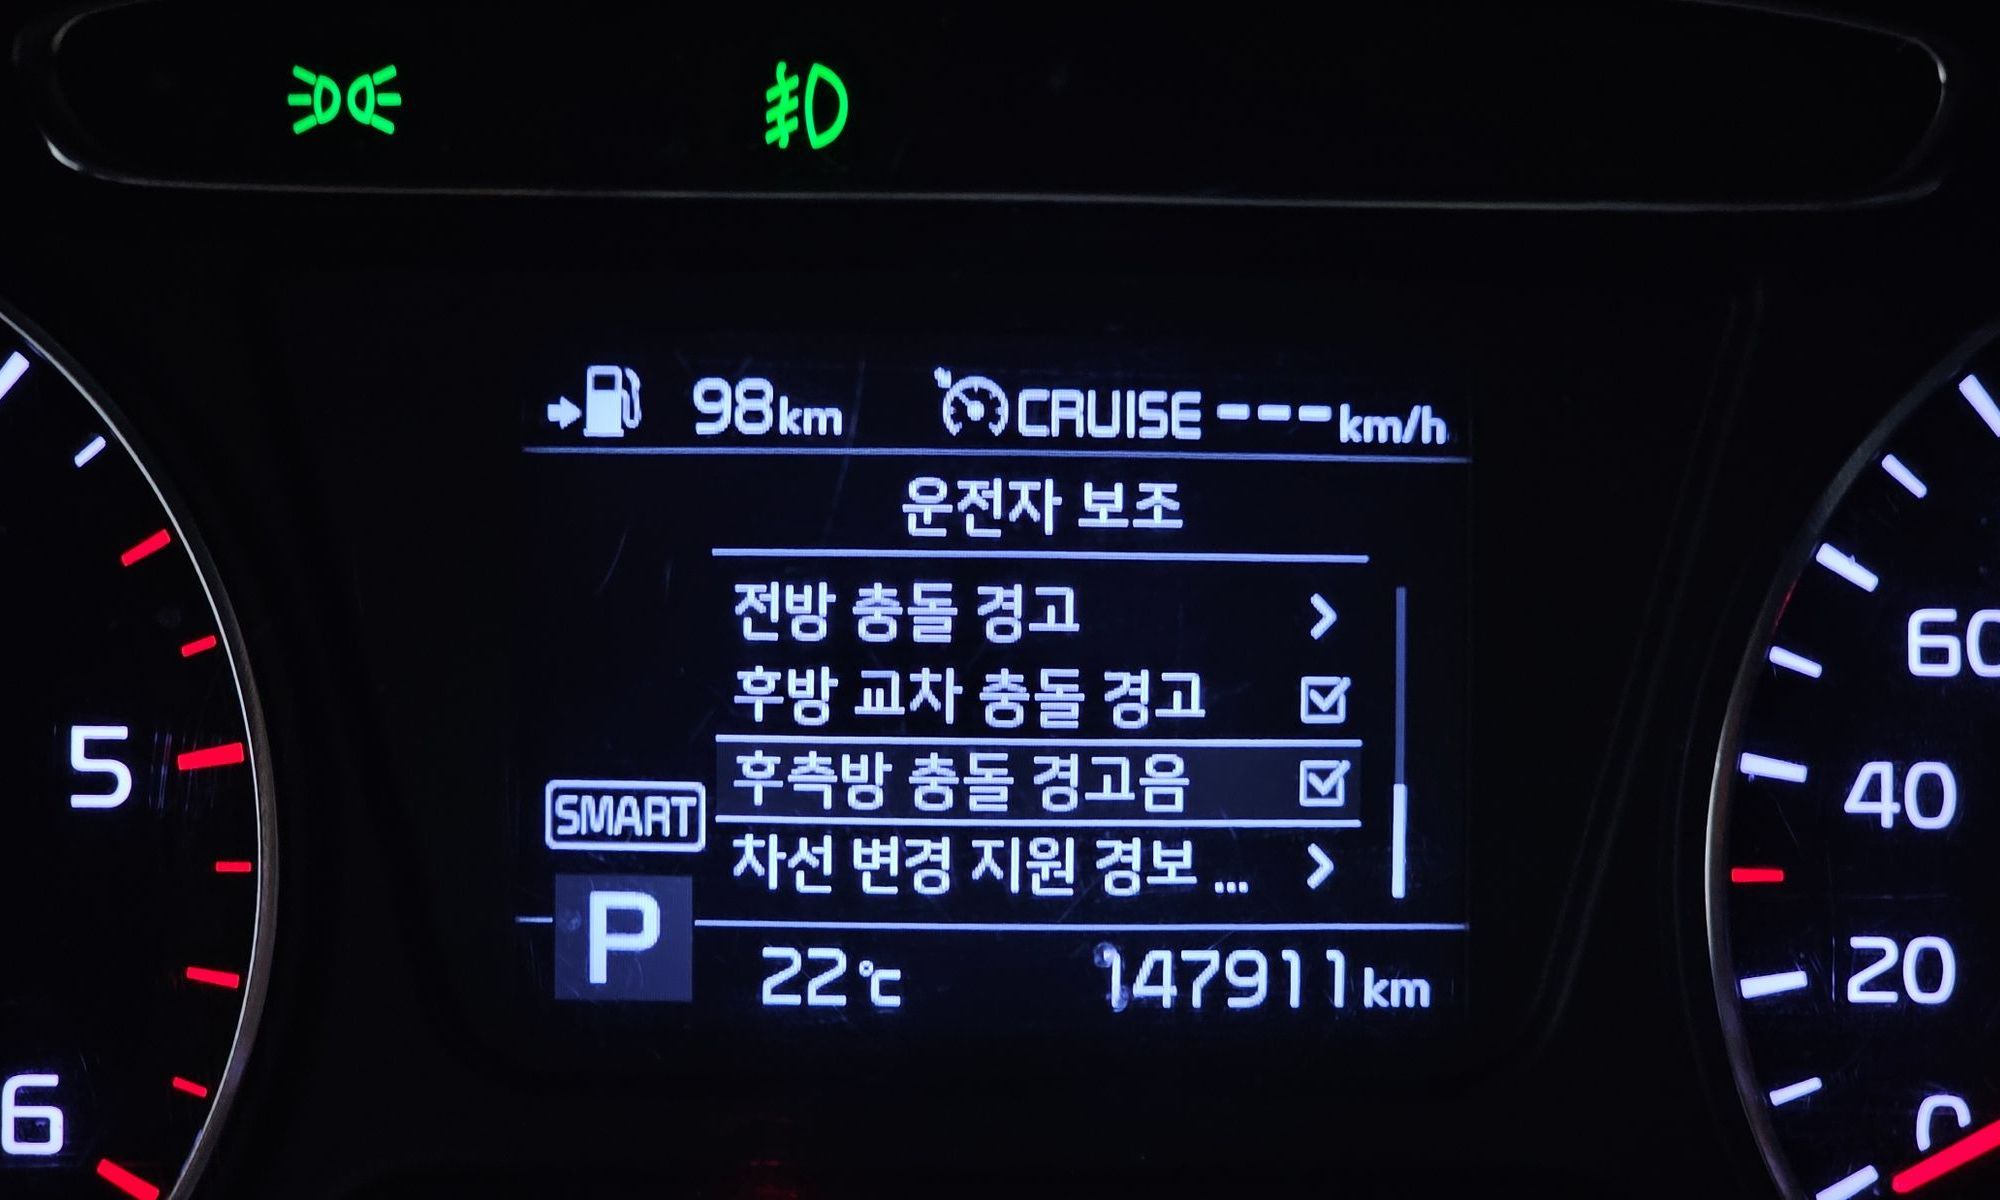 98km CRUISE ---km/h
운전자 보조
전방 충돌 경고
후방 교차 충돌 경고
후측방 충돌 경고음
차선 변경 지원 경보 ...
SMART
P
22℃ 147911km
5
6
60
40
20
0